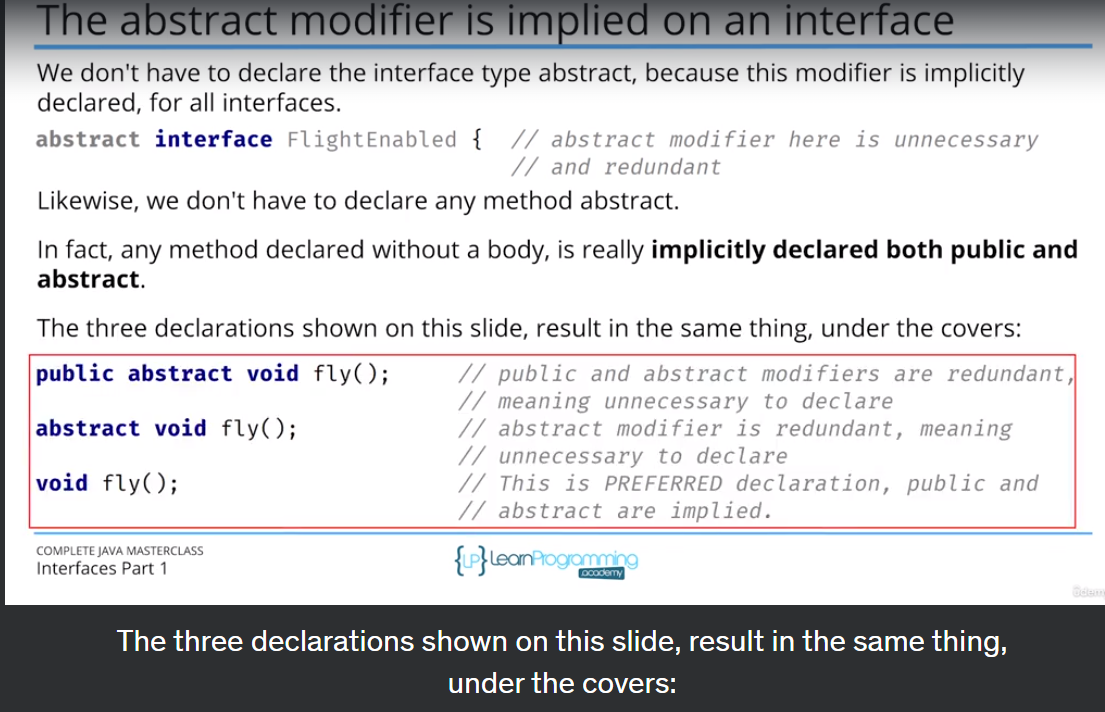 The abstract modifier is implied on an interface
We don't have to declare the interface type abstract, because this modifier is implicitly
declared, for all interfaces.
abstract interface FlightEnabled {  // abstract modifier here is unnecessary
// and redundant
Likewise, we don't have to declare any method abstract.
In fact, any method declared without a body, is really implicitly declared both public and
abstract.
The three declarations shown on this slide, result in the same thing, under the covers:
public abstract void fly();  // public and abstract modifiers are redundant,
// meaning unnecessary to declare
abstract void fly();  // abstract modifier is redundant, meaning
// unnecessary to declare
void fly();  // This is PREFERRED declaration, public and
// abstract are implied.
COMPLETE JAVA MASTERCLASS
Interfaces Part 1
{LP} LearnProgramming
academy
ûdem
The three declarations shown on this slide, result in the same thing,
under the covers: